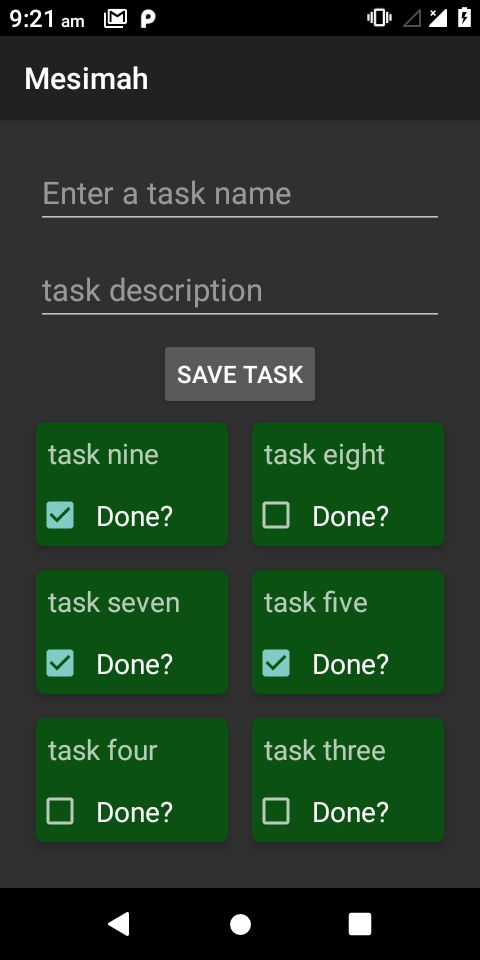 9:21 am
Mesimah
Enter a task name
task description
SAVE TASK
task nine
Done?
task eight
Done?
task seven
Done?
task five
Done?
task four
Done?
task three
Done?